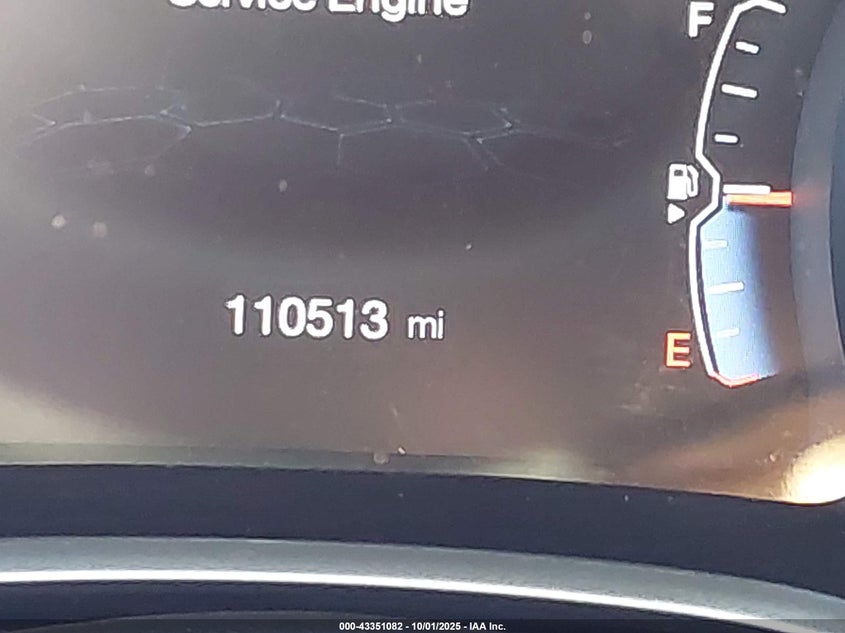 Service Engine
F
110513 mi
E
000-43351082 - 10/01/2025 - IAA Inc.